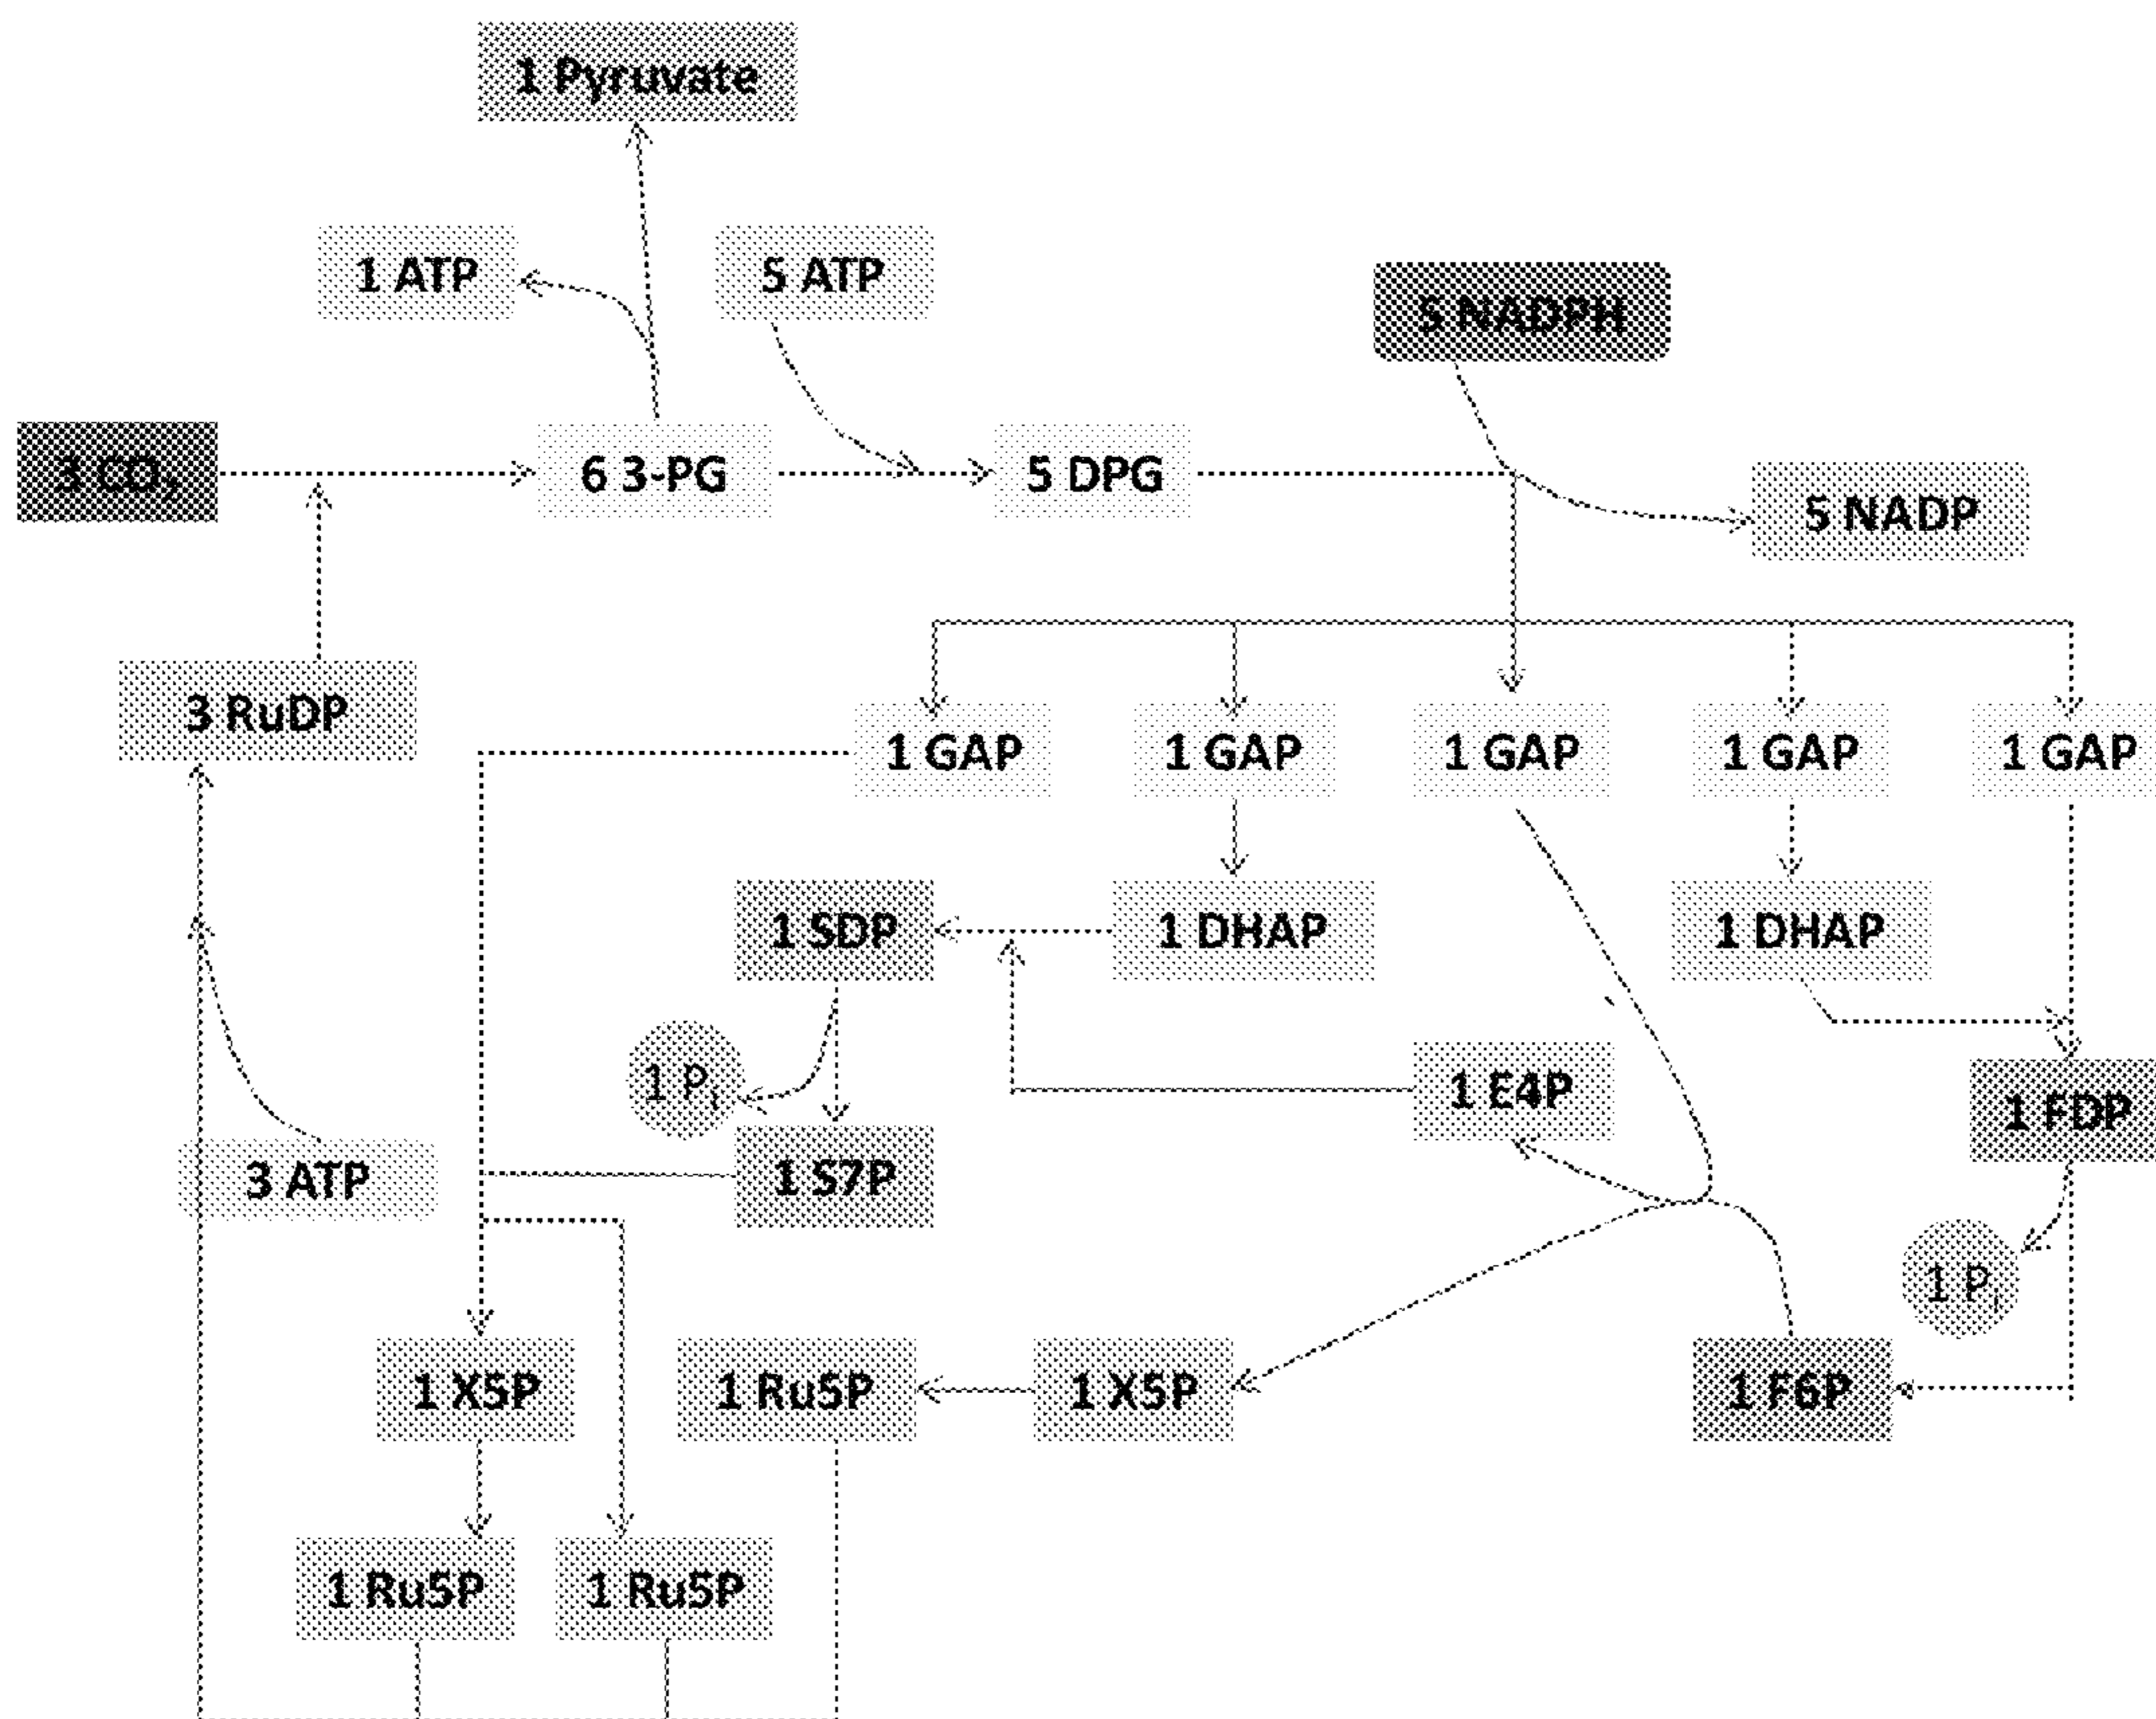 1 Pyruvate
1 ATP
5 ATP
5 NADPH
3 CO₂
6 3-PG
5 DPG
5 NADP
3 RuDP
1 GAP
1 GAP
1 GAP
1 GAP
1 GAP
1 SDP
1 DHAP
1 DHAP
1 Pi
1 E4P
1 FDP
3 ATP
1 S7P
1 Pi
1 X5P
1 Ru5P
1 X5P
1 F6P
1 Ru5P
1 Ru5P